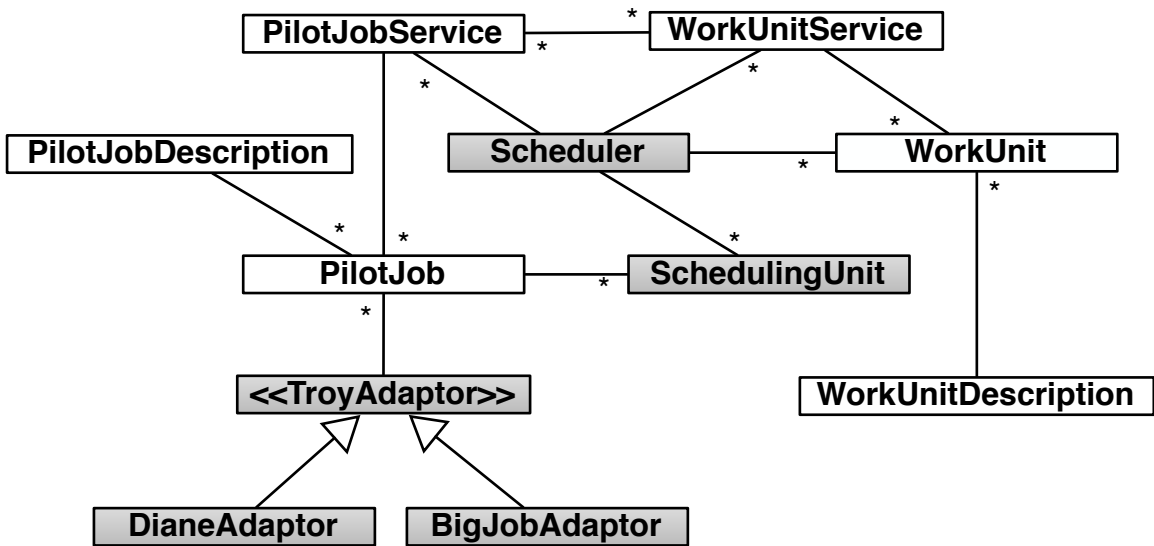 PilotJobService
*
*
WorkUnitService
*
*
*
PilotJobDescription
Scheduler
*
WorkUnit
*
*
*
*
PilotJob
*
SchedulingUnit
*
<<TroyAdaptor>>
WorkUnitDescription
DianeAdaptor
BigJobAdaptor